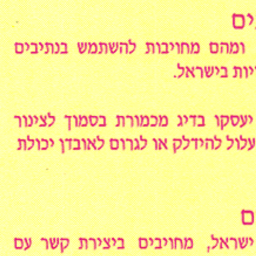 ים
ומהם מחויבות להשתמש בנתיבים
יות בישראל.
יעסקו בדיג מכמורת בסמוך לצינור
עלול להידלק או לגרום לאובדן יכולת
ם
ישראל, מחויבים ביצירת קשר עם